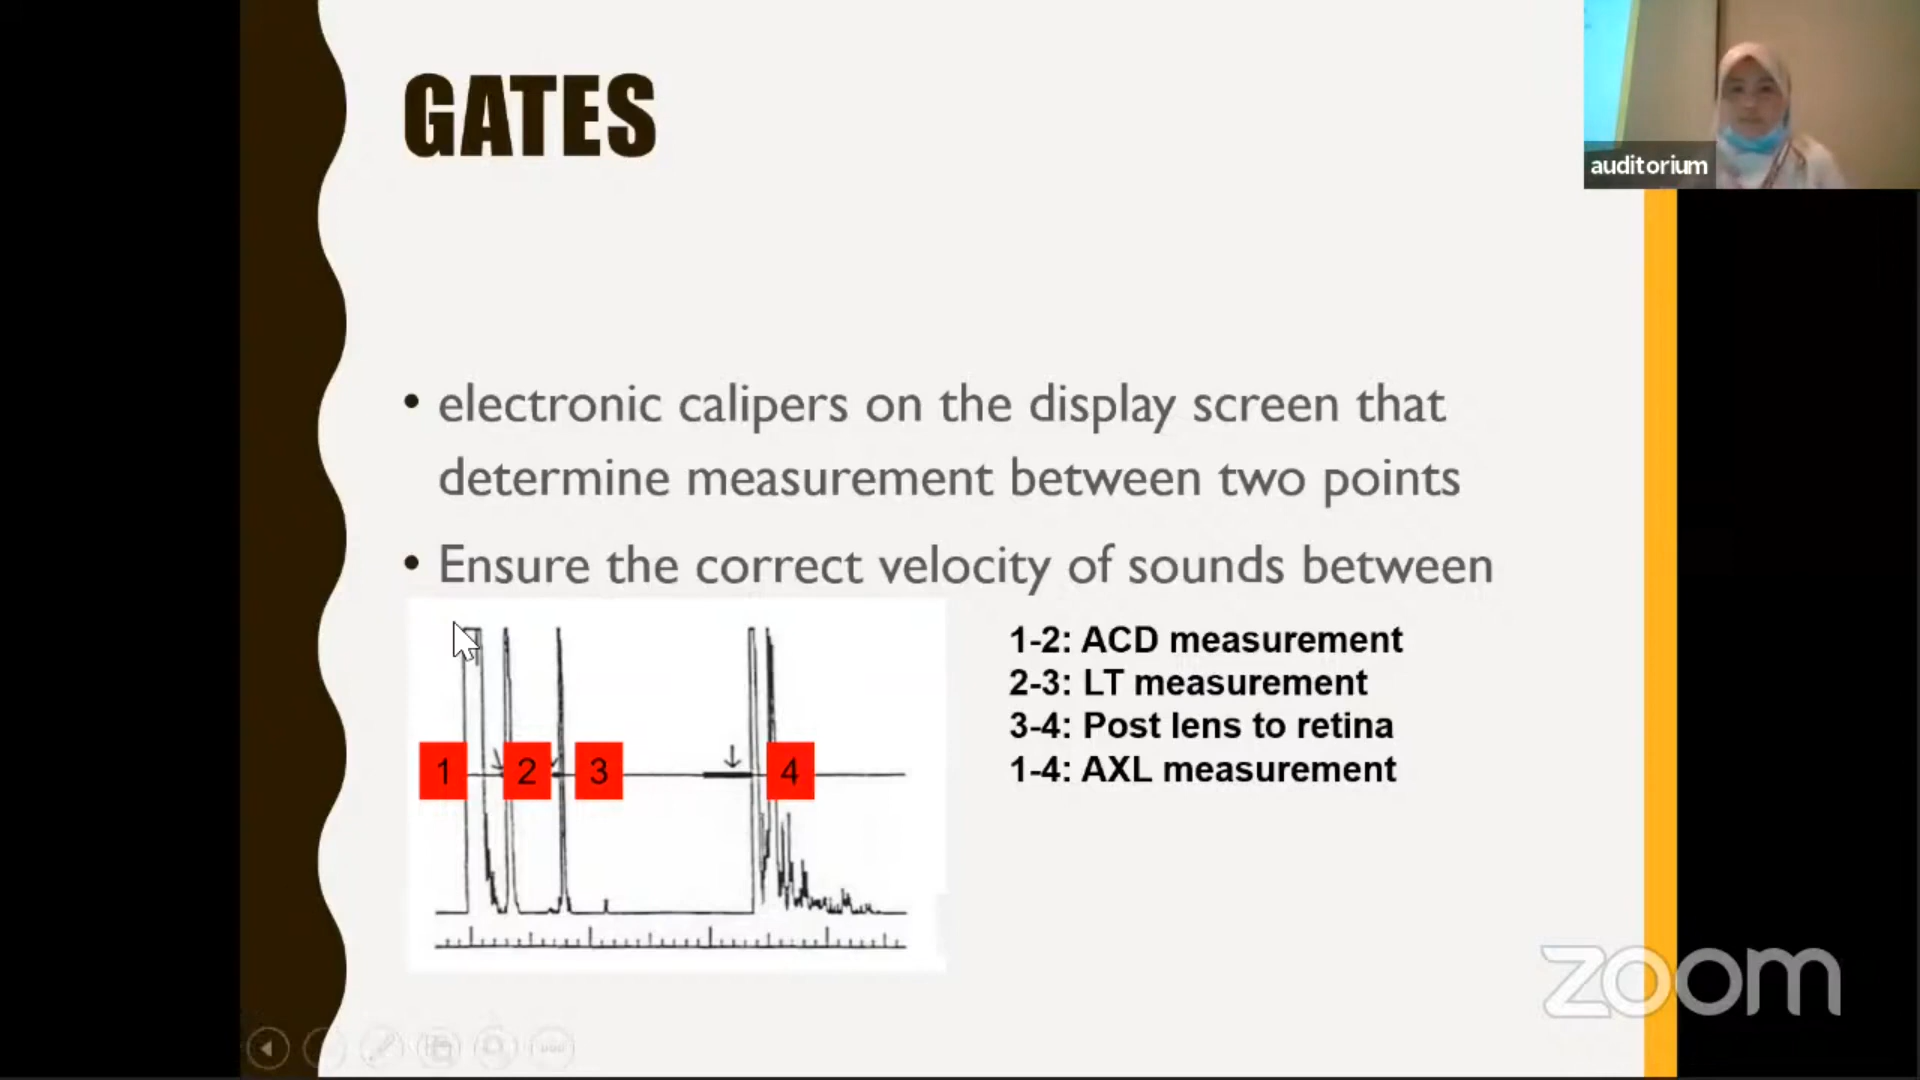 GATES
auditorium
• electronic calipers on the display screen that
determine measurement between two points
• Ensure the correct velocity of sounds between
1-2: ACD measurement
2-3: LT measurement
3-4: Post lens to retina
1-4: AXL measurement
1 2 3 4
zoom